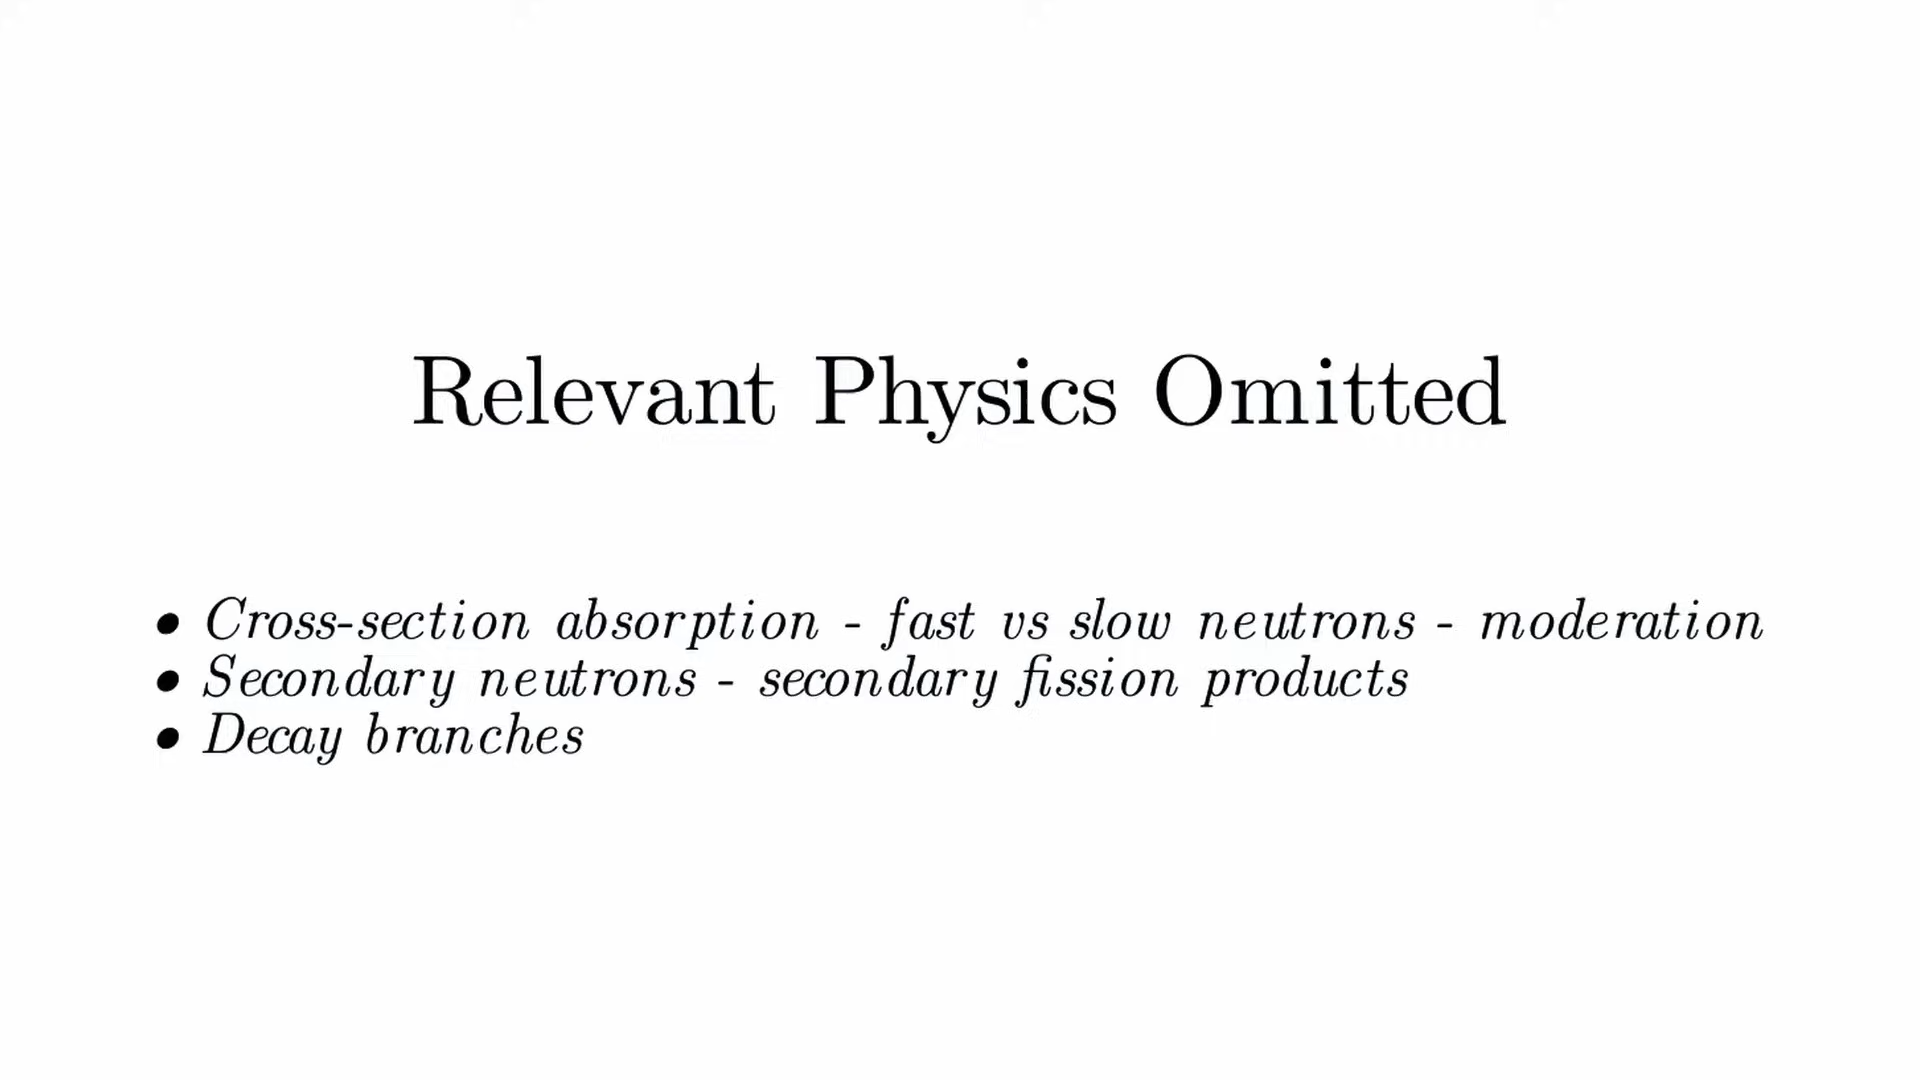 Relevant Physics Omitted
• Cross-section absorption - fast vs slow neutrons - moderation
• Secondary neutrons - secondary fission products
• Decay branches